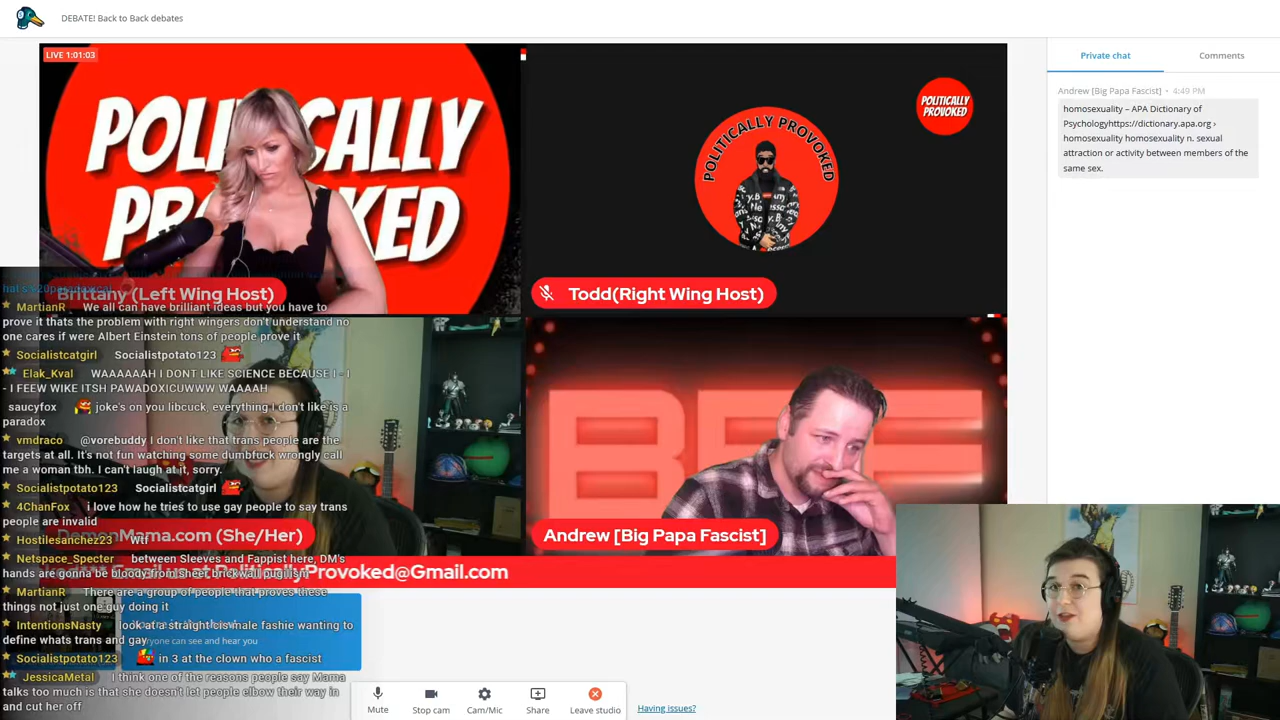 DEBATE! Back to Back debates
LIVE 1:01:03
POLITICALLY
PROVOKED
Brittany (Left Wing Host)
POLITICALLY PROVOKED
POLITICALLY
PROVOKED
Todd(Right Wing Host)
Private chat
Comments
Andrew [Big Papa Fascist] • 4:49 PM
homosexuality – APA Dictionary of
Psychologyhttps://dictionary.apa.org ›
homosexuality homosexuality n. sexual
attraction or activity between members of the
same sex.
MartianR We all can have brilliant ideas but you have to
prove it thats the problem with right wingers don't understand no
one cares if were Albert Einstein tons of people prove it
Socialistcatgirl Socialistpotato123
Elak_Kval WAAAAAAH I DONT LIKE SCIENCE BECAUSE I - I
- I FEEW WIKE ITSH PAWADOXICUWWW WAAAAH
saucyfox joke's on you libcuck, everything I don't like is a
paradox
vmdraco @vorebuddy I don't like that trans people are the
targets at all. It's not fun watching some dumbfuck wrongly call
me a woman tbh. I can't laugh at it, sorry.
Socialistpotato123 Socialistcatgirl
4ChanFox i love how he tries to use gay people to say trans
people are invalid
Hostilesanchez23 Wtf
Netspace_Specter between Sleeves and Fappist here, DM's
hands are gonna be bloody from sheer brickwall pugilism
MartianR There are a group of people that proves these
things not just one guy doing it
IntentionsNasty look at a straight cis male fashie wanting to
define whats trans and gay
Socialistpotato123 in 3 at the clown who a fascist
JessicaMetal I think one of the reasons people say Mama
talks too much is that she doesn't let people elbow their way in
and cut her off
Mama.com (She/Her)
BFF
Andrew [Big Papa Fascist]
Provoked@Gmail.com
everyone can see and hear you
Mute
Stop cam
Cam/Mic
Share
Leave studio
Having issues?